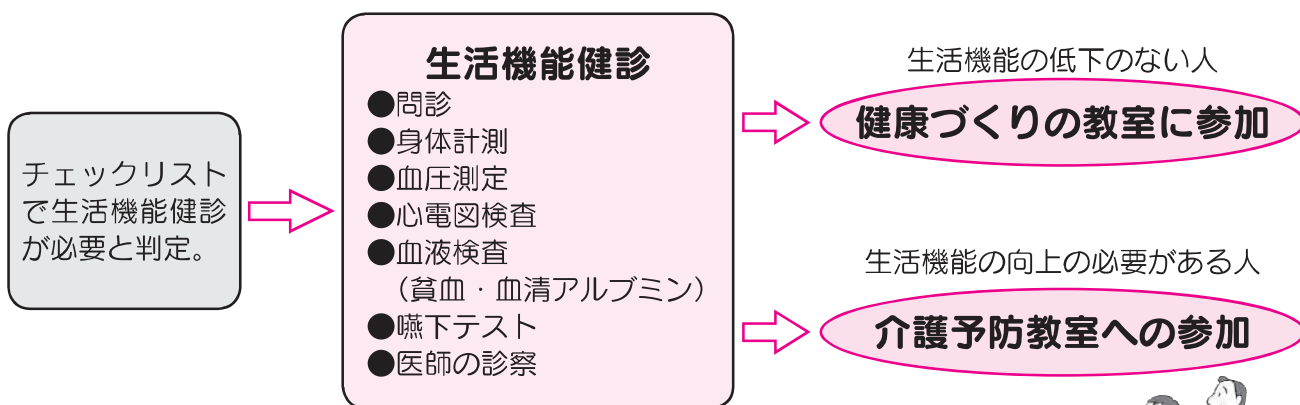 チェックリスト
で生活機能健診
が必要と判定。
生活機能健診
●問診
●身体計測
●血圧測定
●心電図検査
●血液検査
（貧血・血清アルブミン）
●嚥下テスト
●医師の診察
生活機能の低下のない人
健康づくりの教室に参加
生活機能の向上の必要がある人
介護予防教室への参加